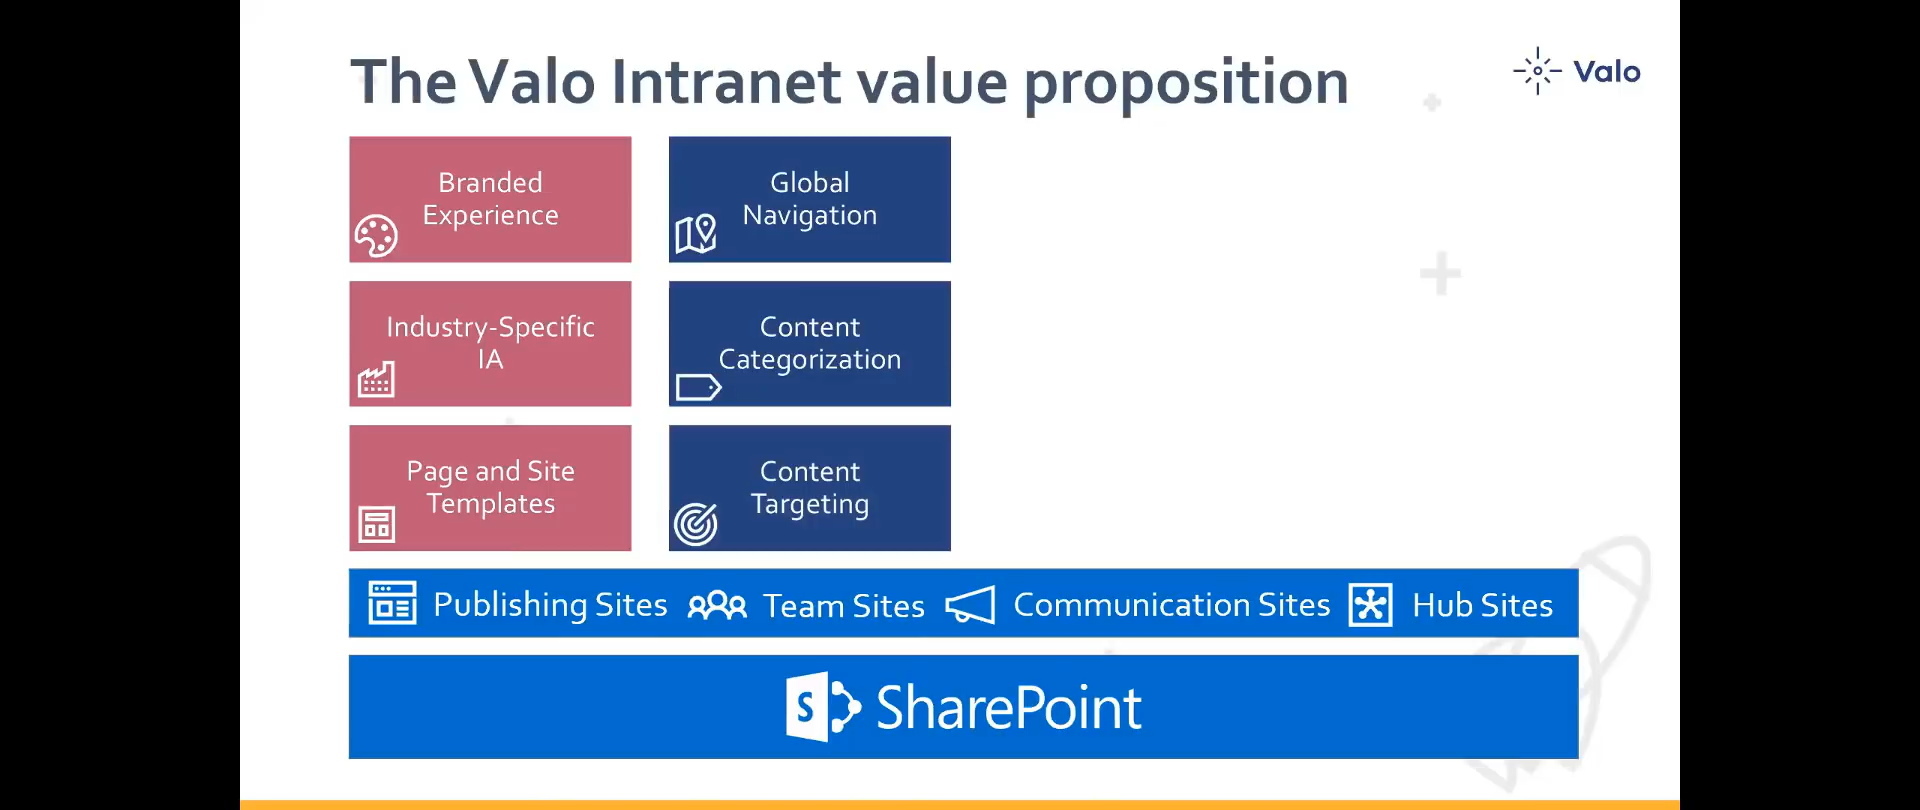 The Valo Intranet value proposition
Valo
Branded
Experience
Global
Navigation
Industry-Specific
IA
Content
Categorization
Page and Site
Templates
Content
Targeting
Publishing Sites
Team Sites
Communication Sites
Hub Sites
S
SharePoint